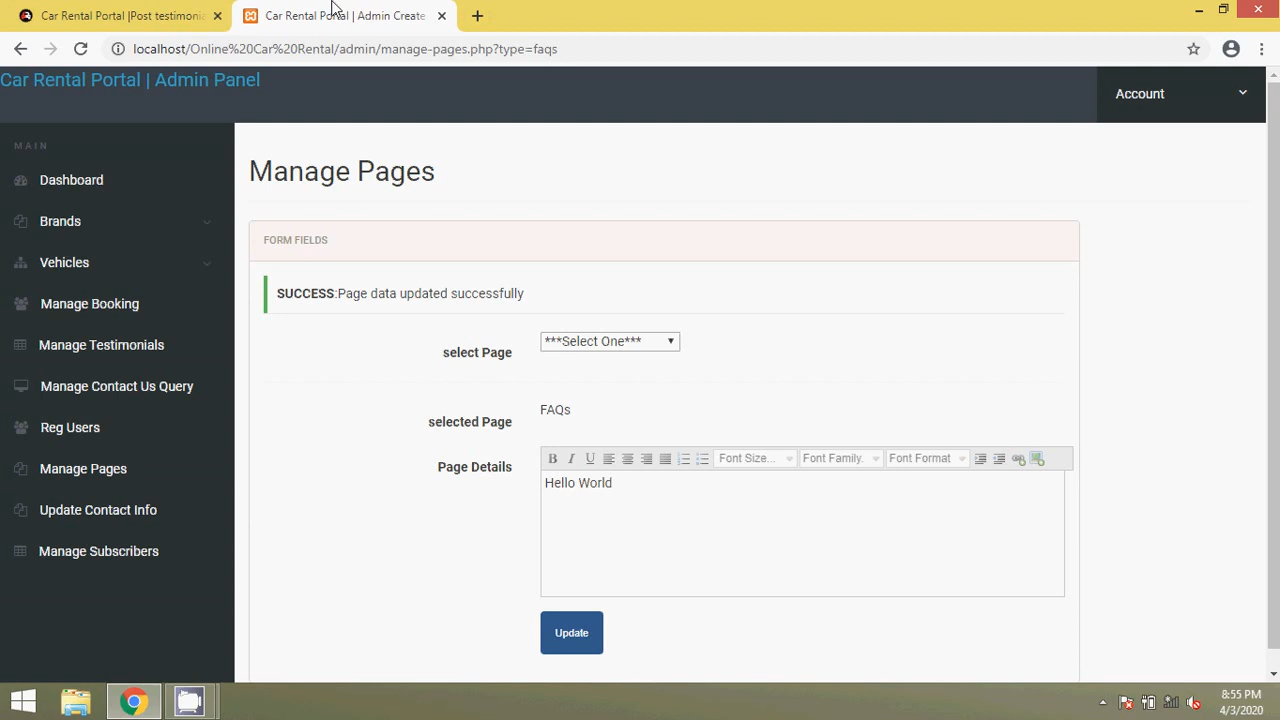 Car Rental Portal |Post testimonia
Car Rental Portal | Admin Create
localhost/Online%20Car%20Rental/admin/manage-pages.php?type=faqs
Car Rental Portal | Admin Panel
Account
MAIN
Dashboard
Brands
Vehicles
Manage Booking
Manage Testimonials
Manage Contact Us Query
Reg Users
Manage Pages
Update Contact Info
Manage Subscribers
Manage Pages
FORM FIELDS
SUCCESS:Page data updated successfully
select Page ***Select One***
selected Page FAQs
Page Details
B I U Font Size... Font Family. Font Format
Hello World
Update
8:55 PM
4/3/2020